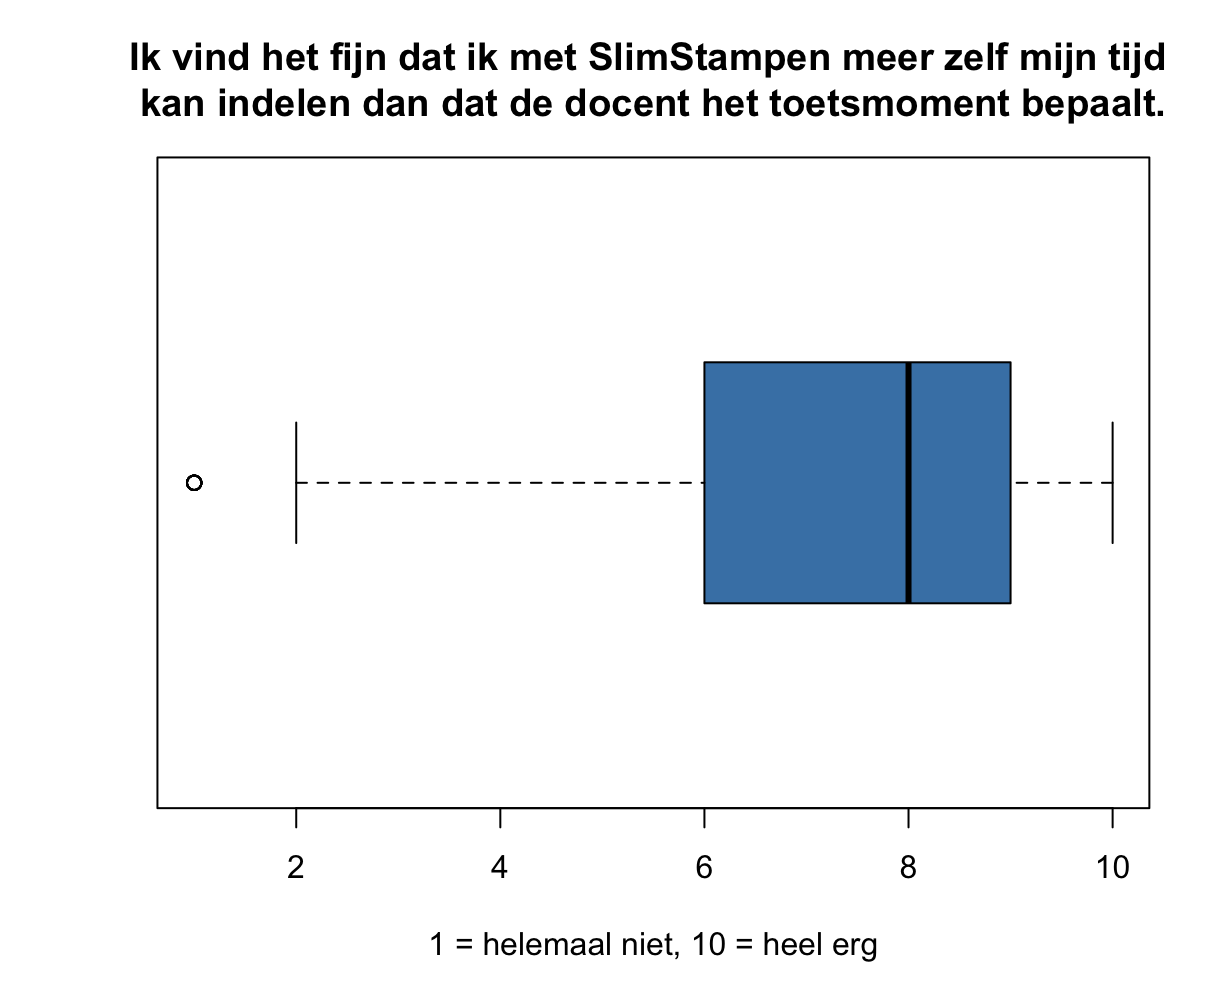 Ik vind het fijn dat ik met SlimStampen meer zelf mijn tijd
kan indelen dan dat de docent het toetsmoment bepaalt.
2 4 6 8 10
1 = helemaal niet, 10 = heel erg